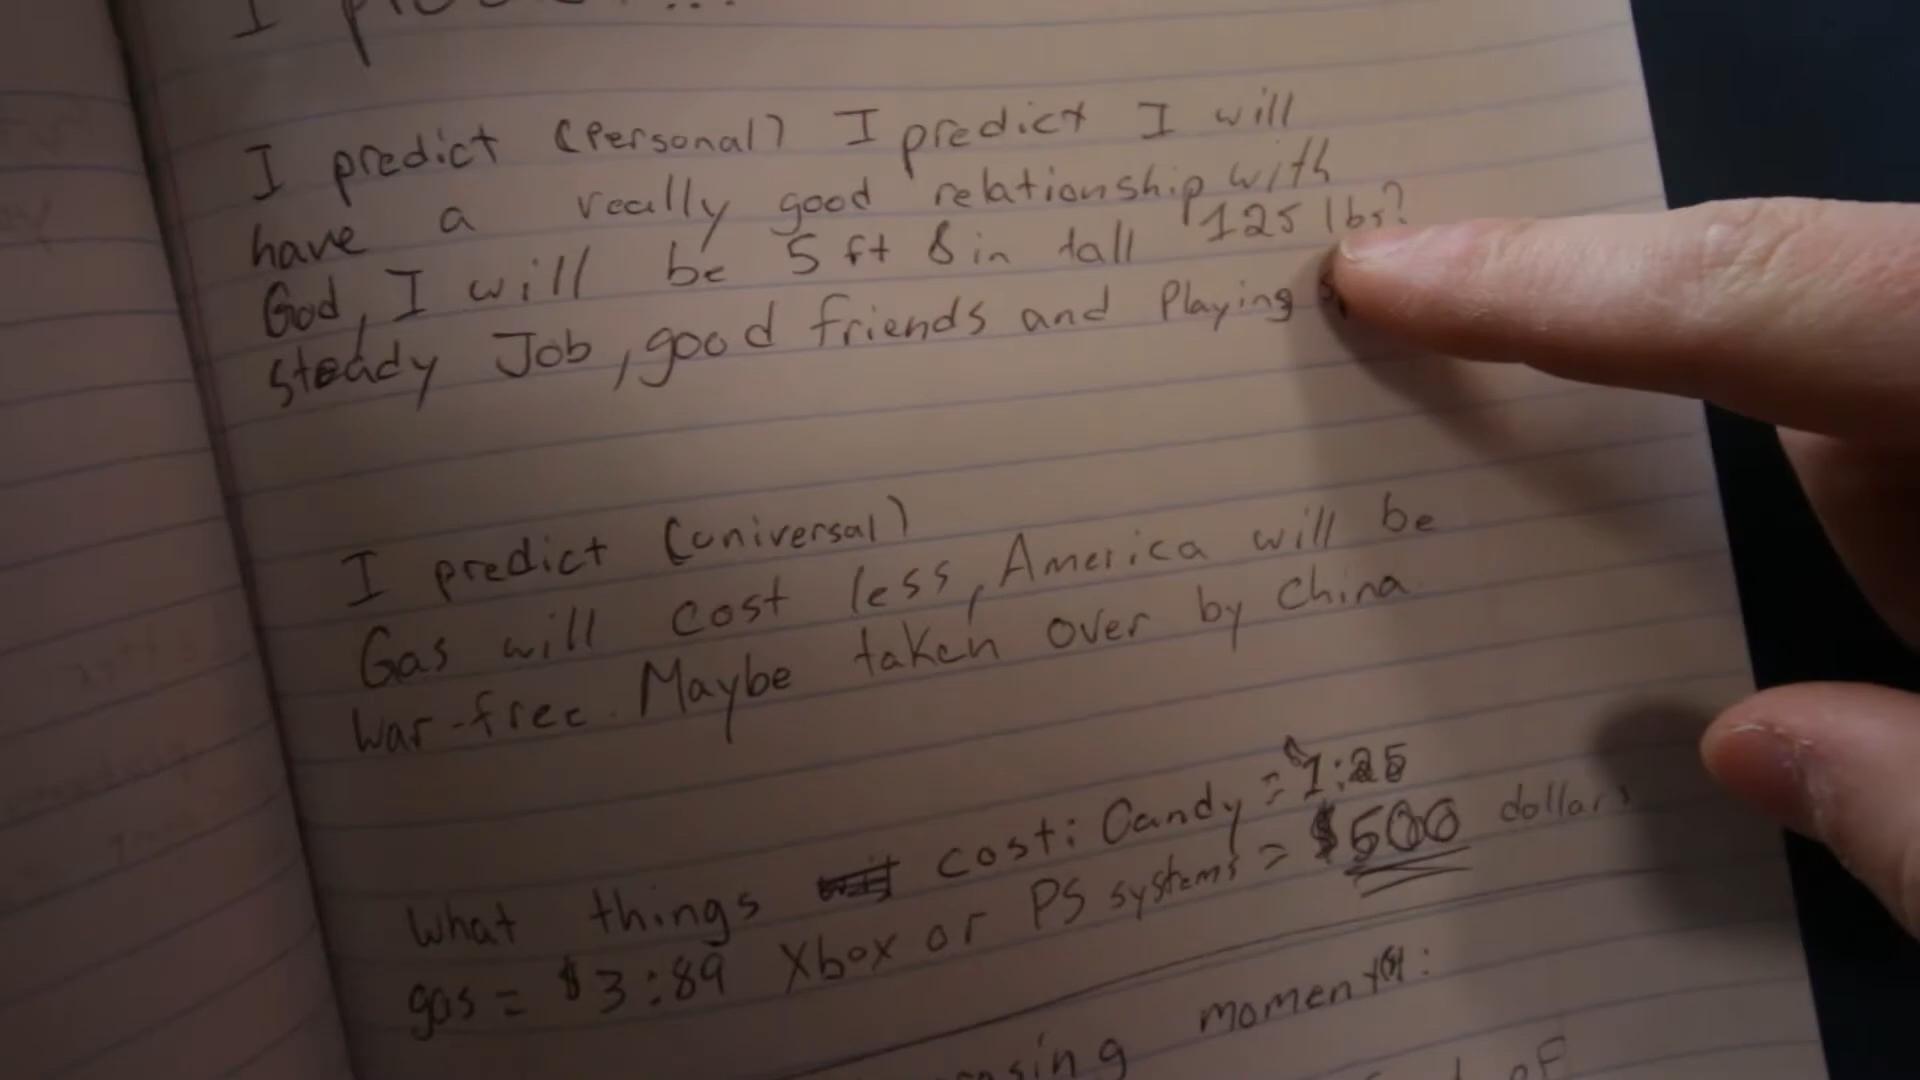 I predict...
I predict (Personal) I predict I will
have a really good relationship with
God, I will be 5 ft 8 in tall 125 lbs?
steady Job, good friends and Playing
I predict (universal)
Gas will cost less, America will be
war-free. Maybe taken over by China
What things cost: Candy = $1:25
gas = $3:89 Xbox or PS systems = $500 dollars
moment(s):
of